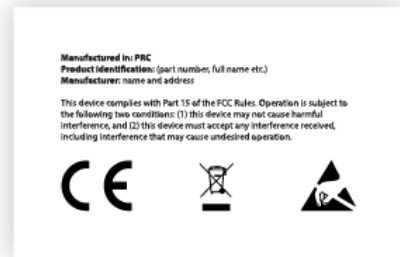 Manufactured in: PRC
Product Identification: (part number, full name etc.)
Manufacturer: name and address
This device complies with Part 15 of the FCC Rules. Operation is subject to
the following two conditions: (1) this device may not cause harmful
interference, and (2) this device must accept any interference received,
including interference that may cause undesired operation.
CE